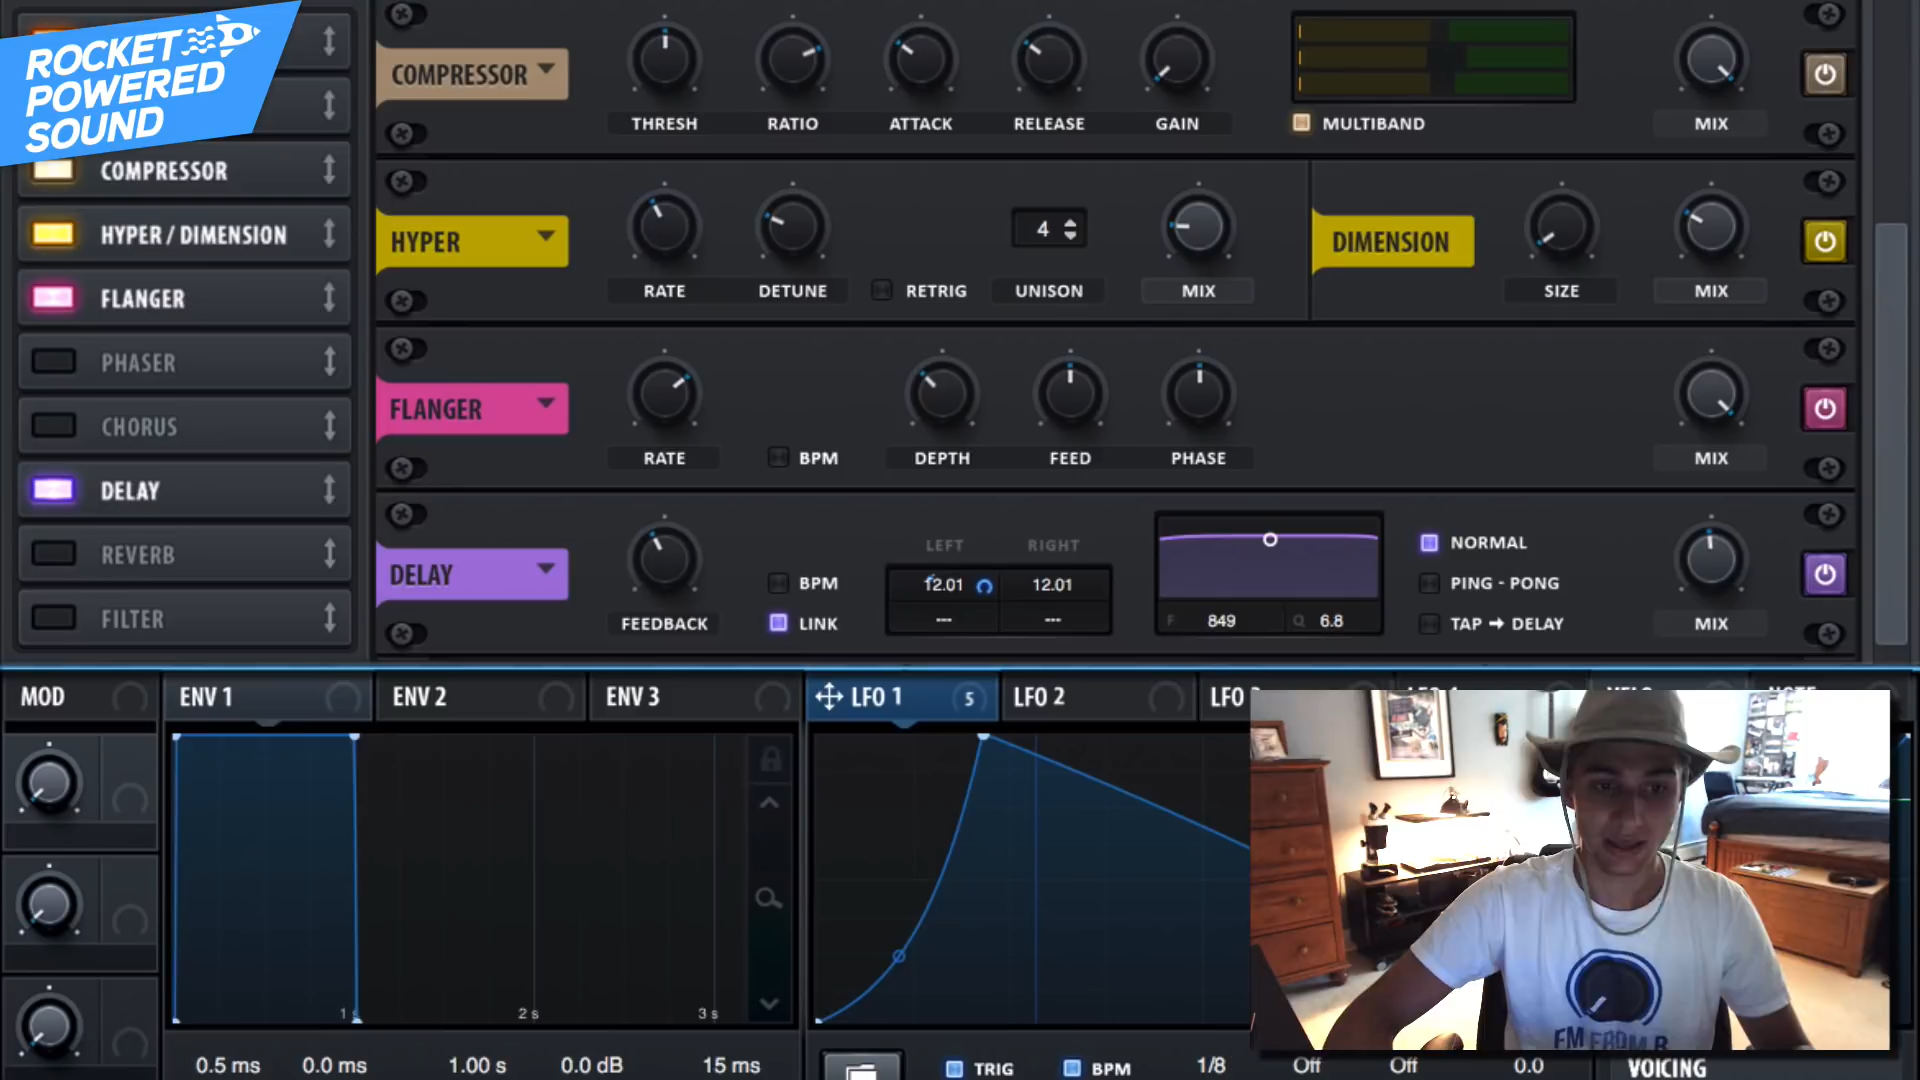 ROCKET
POWERED
SOUND
COMPRESSOR
HYPER / DIMENSION
FLANGER
PHASER
CHORUS
DELAY
REVERB
FILTER
COMPRESSOR
THRESH
RATIO
ATTACK
RELEASE
GAIN
MULTIBAND
MIX
HYPER
RATE
DETUNE
RETRIG
4
UNISON
MIX
DIMENSION
SIZE
MIX
FLANGER
RATE
BPM
DEPTH
FEED
PHASE
MIX
DELAY
FEEDBACK
BPM
LINK
LEFT
RIGHT
12.01
12.01
---
---
F 849
Q 6.8
NORMAL
PING - PONG
TAP ➔ DELAY
MIX
MOD
ENV 1
ENV 2
ENV 3
LFO 1
5
LFO 2
LFO
1 s
2 s
3 s
0.5 ms
0.0 ms
1.00 s
0.0 dB
15 ms
TRIG
BPM
1/8
Off
Off
0.0
VOICING